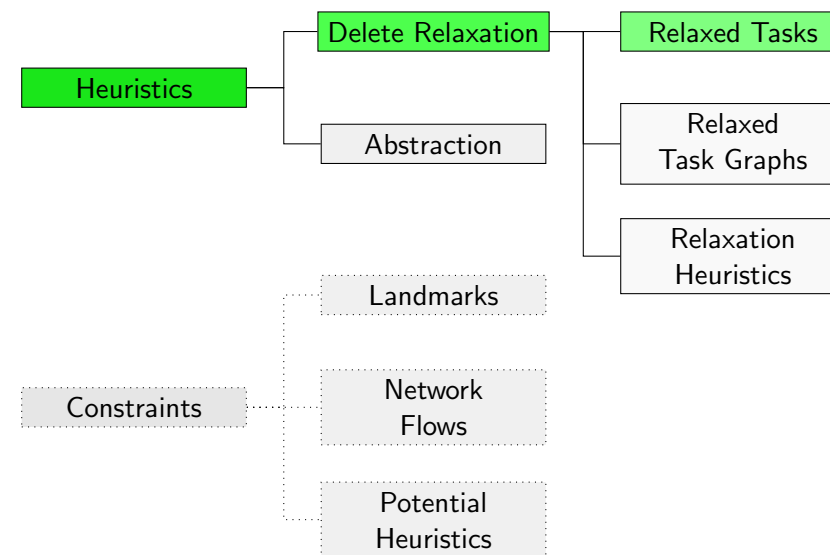 Heuristics
Delete Relaxation
Abstraction
Relaxed Tasks
Relaxed
Task Graphs
Relaxation
Heuristics
Constraints
Landmarks
Network
Flows
Potential
Heuristics